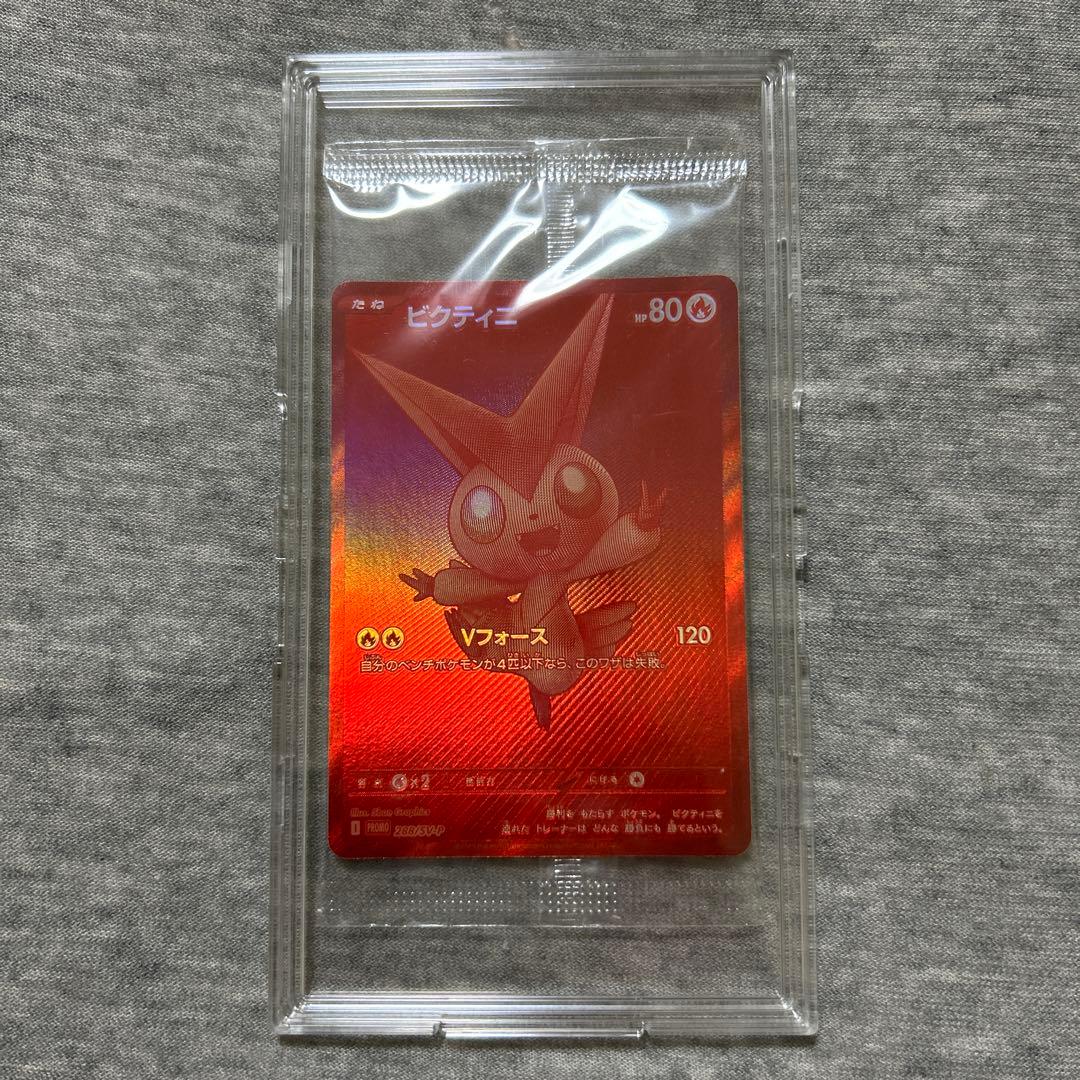 たね ビクティニ HP80
Vフォース 120
自分のベンチポケモンが4匹以下なら、このワザは失敗。
弱点 ×2 抵抗力 にげる
Illus. Shun Graphics
勝利を もたらす ポケモン。 ビクティニを
連れた トレーナーは どんな 勝負にも 勝てるという。
I PROMO 288/SV-P